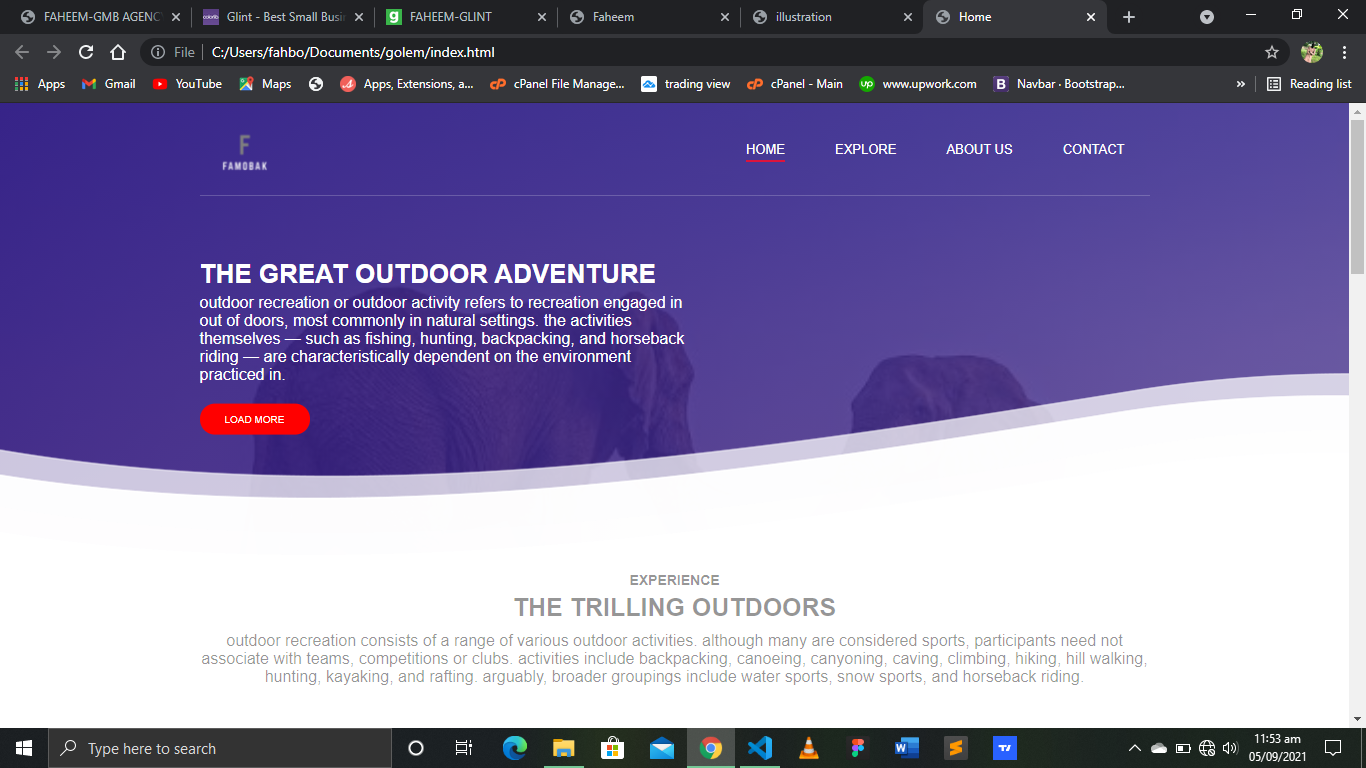 FAHEEM-GMB AGENC
Glint - Best Small Busi
FAHEEM-GLINT
Faheem
illustration
Home
File
C:/Users/fahbo/Documents/golem/index.html
Apps
Gmail
YouTube
Maps
Apps, Extensions, a...
cPanel File Manage...
trading view
cPanel - Main
www.upwork.com
Navbar · Bootstrap...
»
Reading list
F
FAMOBAK
HOME
EXPLORE
ABOUT US
CONTACT
THE GREAT OUTDOOR ADVENTURE
outdoor recreation or outdoor activity refers to recreation engaged in
out of doors, most commonly in natural settings. the activities
themselves — such as fishing, hunting, backpacking, and horseback
riding — are characteristically dependent on the environment
practiced in.
LOAD MORE
EXPERIENCE
THE TRILLING OUTDOORS
outdoor recreation consists of a range of various outdoor activities. although many are considered sports, participants need not
associate with teams, competitions or clubs. activities include backpacking, canoeing, canyoning, caving, climbing, hiking, hill walking,
hunting, kayaking, and rafting. arguably, broader groupings include water sports, snow sports, and horseback riding.
Type here to search
11:53 am
05/09/2021